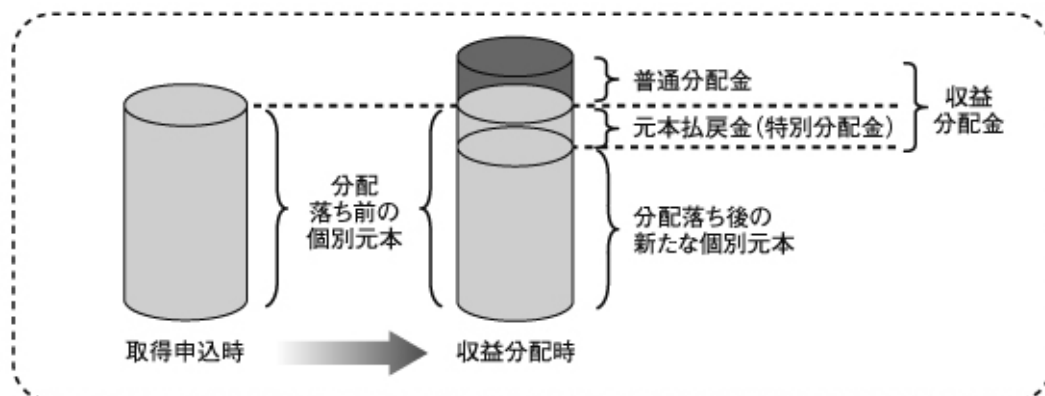 普通分配金
収益
分配金
元本払戻金(特別分配金)
分配
落ち前の
個別元本
分配落ち後の
新たな個別元本
取得申込時
収益分配時